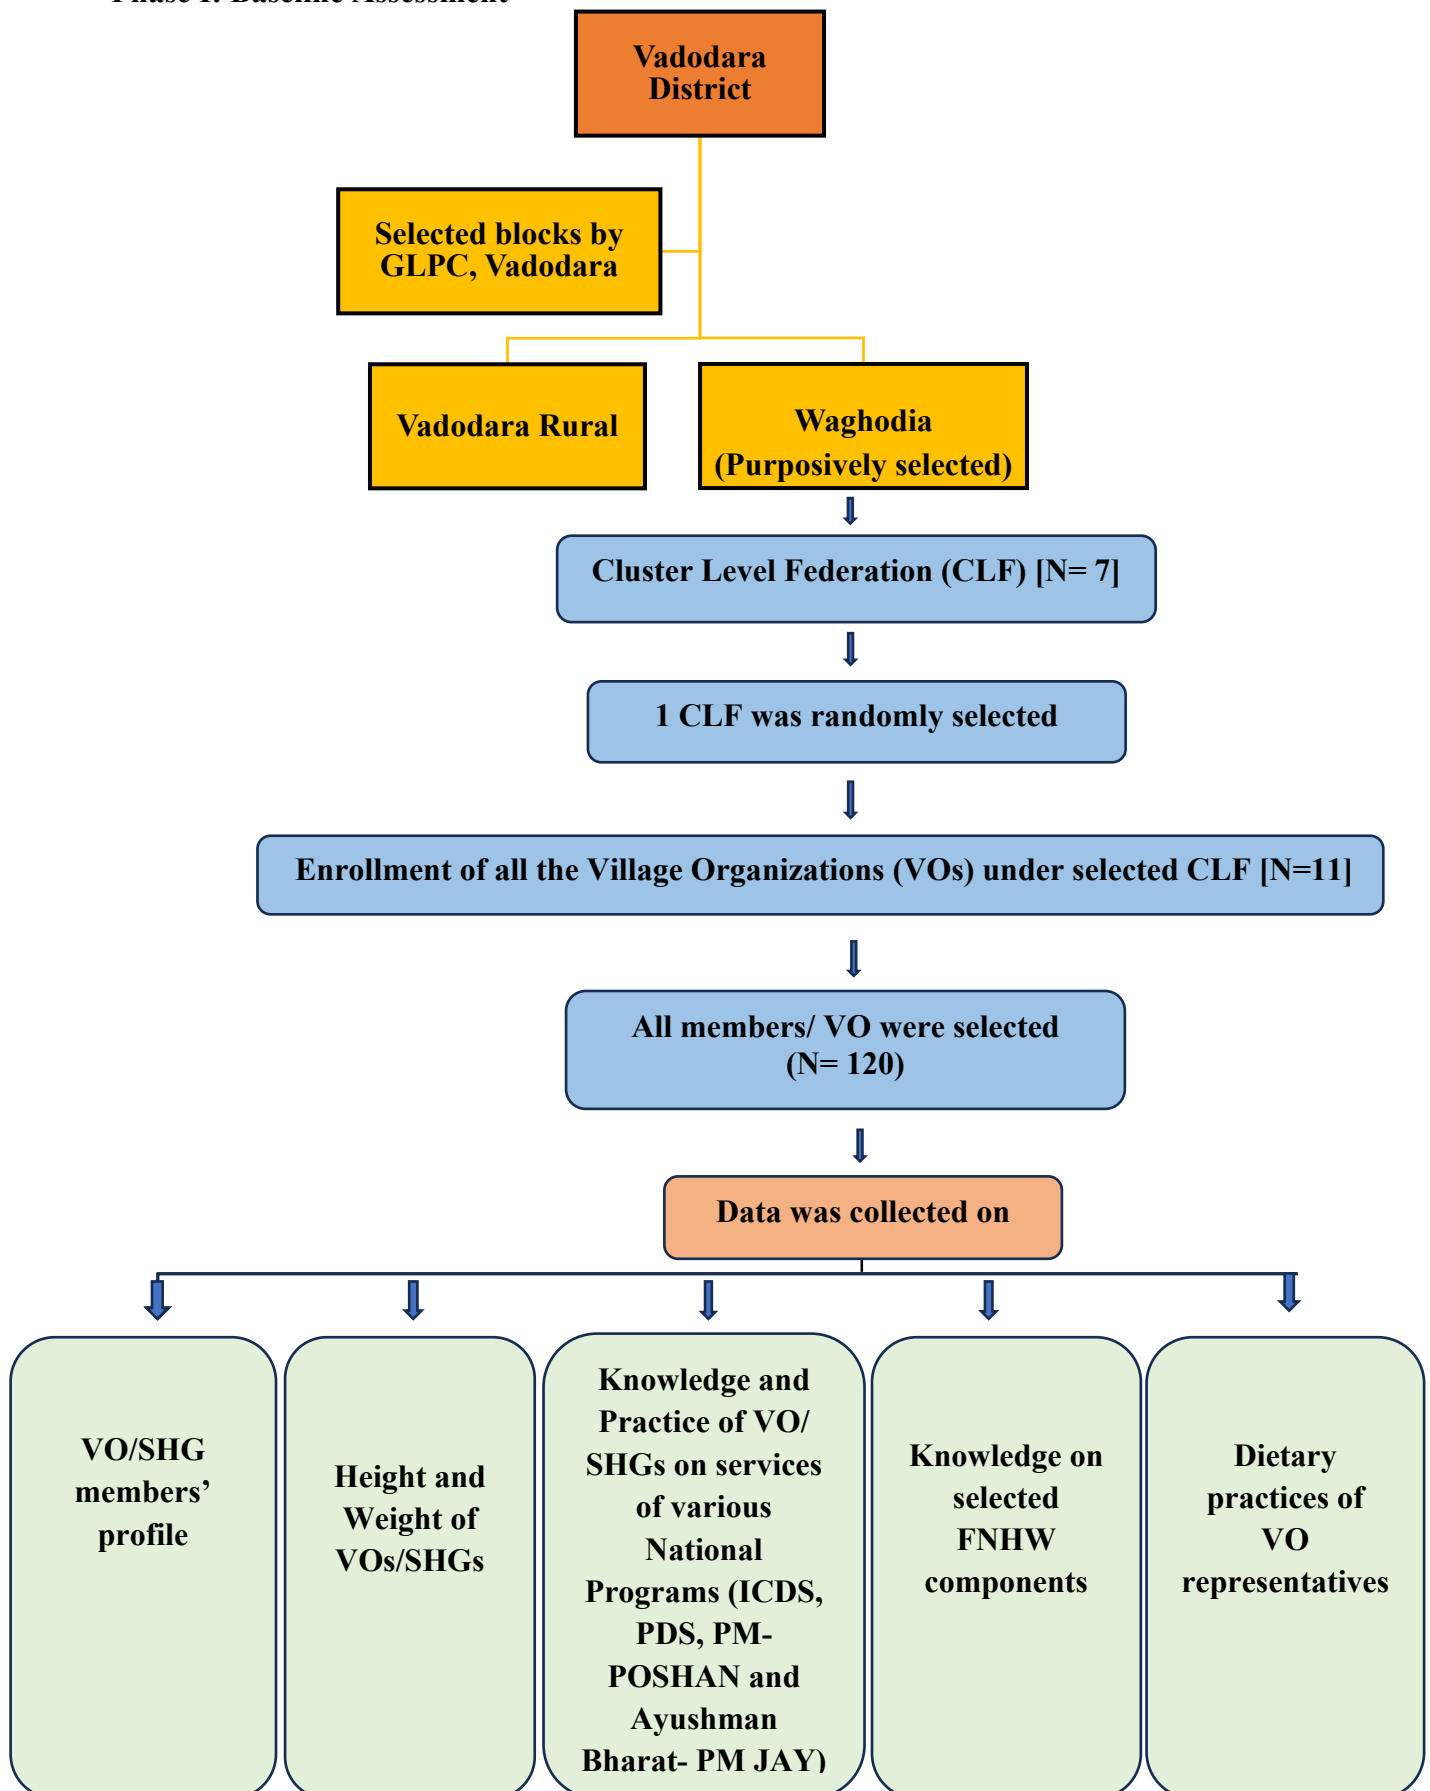 Phase 1: Baseline Assessment
Vadodara
District
Selected blocks by
GLPC, Vadodara
Vadodara Rural
Waghodia
(Purposively selected)
Cluster Level Federation (CLF) [N= 7]
1 CLF was randomly selected
Enrollment of all the Village Organizations (VOs) under selected CLF [N=11]
All members/ VO were selected
(N= 120)
Data was collected on
VO/SHG
members’
profile
Height and
Weight of
VOs/SHGs
Knowledge and
Practice of VO/
SHGs on services
of various
National
Programs (ICDS,
PDS, PM-
POSHAN and
Ayushman
Bharat- PM JAY)
Knowledge on
selected
FNHW
components
Dietary
practices of
VO
representatives